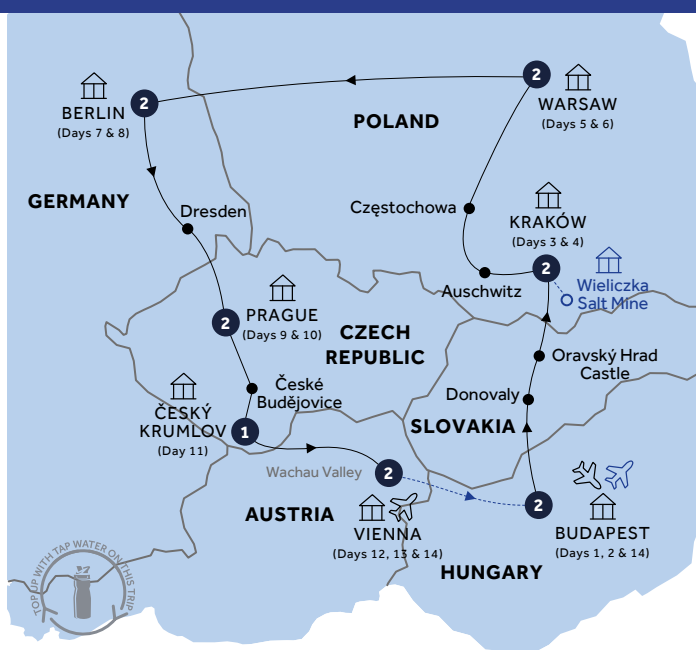 2
BERLIN
(Days 7 & 8)
2
WARSAW
(Days 5 & 6)
POLAND
GERMANY
Dresden
Częstochowa
KRAKÓW
(Days 3 & 4)
2
Auschwitz
Wieliczka
Salt Mine
2
PRAGUE
(Days 9 & 10)
CZECH
REPUBLIC
Oravský Hrad
Castle
České
Budějovice
Donovaly
ČESKÝ
KRUMLOV
(Day 11)
1
SLOVAKIA
Wachau Valley
2
AUSTRIA
VIENNA
(Days 12, 13 & 14)
2
BUDAPEST
(Days 1, 2 & 14)
HUNGARY
TOP UP WITH TAP WATER ON THIS TRIP